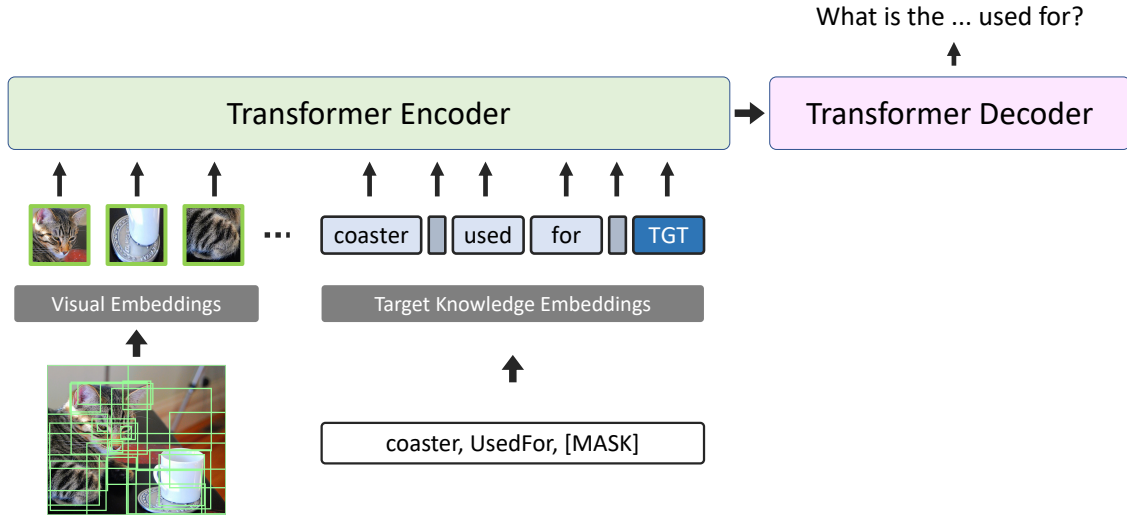 What is the ... used for?
Transformer Encoder
Transformer Decoder
... coaster used for TGT
Visual Embeddings
Target Knowledge Embeddings
coaster, UsedFor, [MASK]